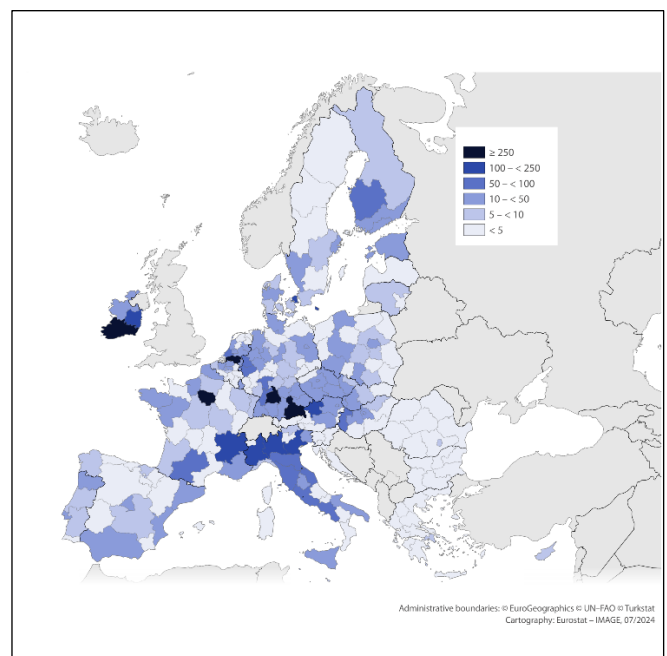 ≥ 250
100 – < 250
50 – < 100
10 – < 50
5 – < 10
< 5
Administrative boundaries: © EuroGeographics © UN–FAO © Turkstat
Cartography: Eurostat – IMAGE, 07/2024